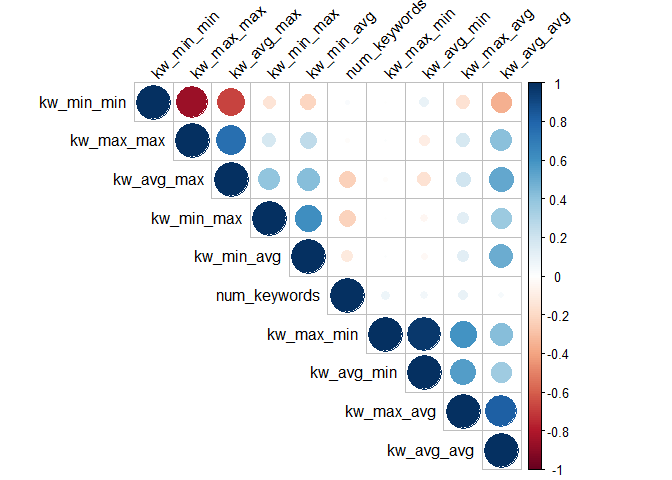 kw_min_min
kw_max_max
kw_avg_max
kw_min_max
kw_min_avg
num_keywords
kw_max_min
kw_avg_min
kw_max_avg
kw_avg_avg
kw_min_min
kw_max_max
kw_avg_max
kw_min_max
kw_min_avg
num_keywords
kw_max_min
kw_avg_min
kw_max_avg
kw_avg_avg
1
0.8
0.6
0.4
0.2
0
-0.2
-0.4
-0.6
-0.8
-1